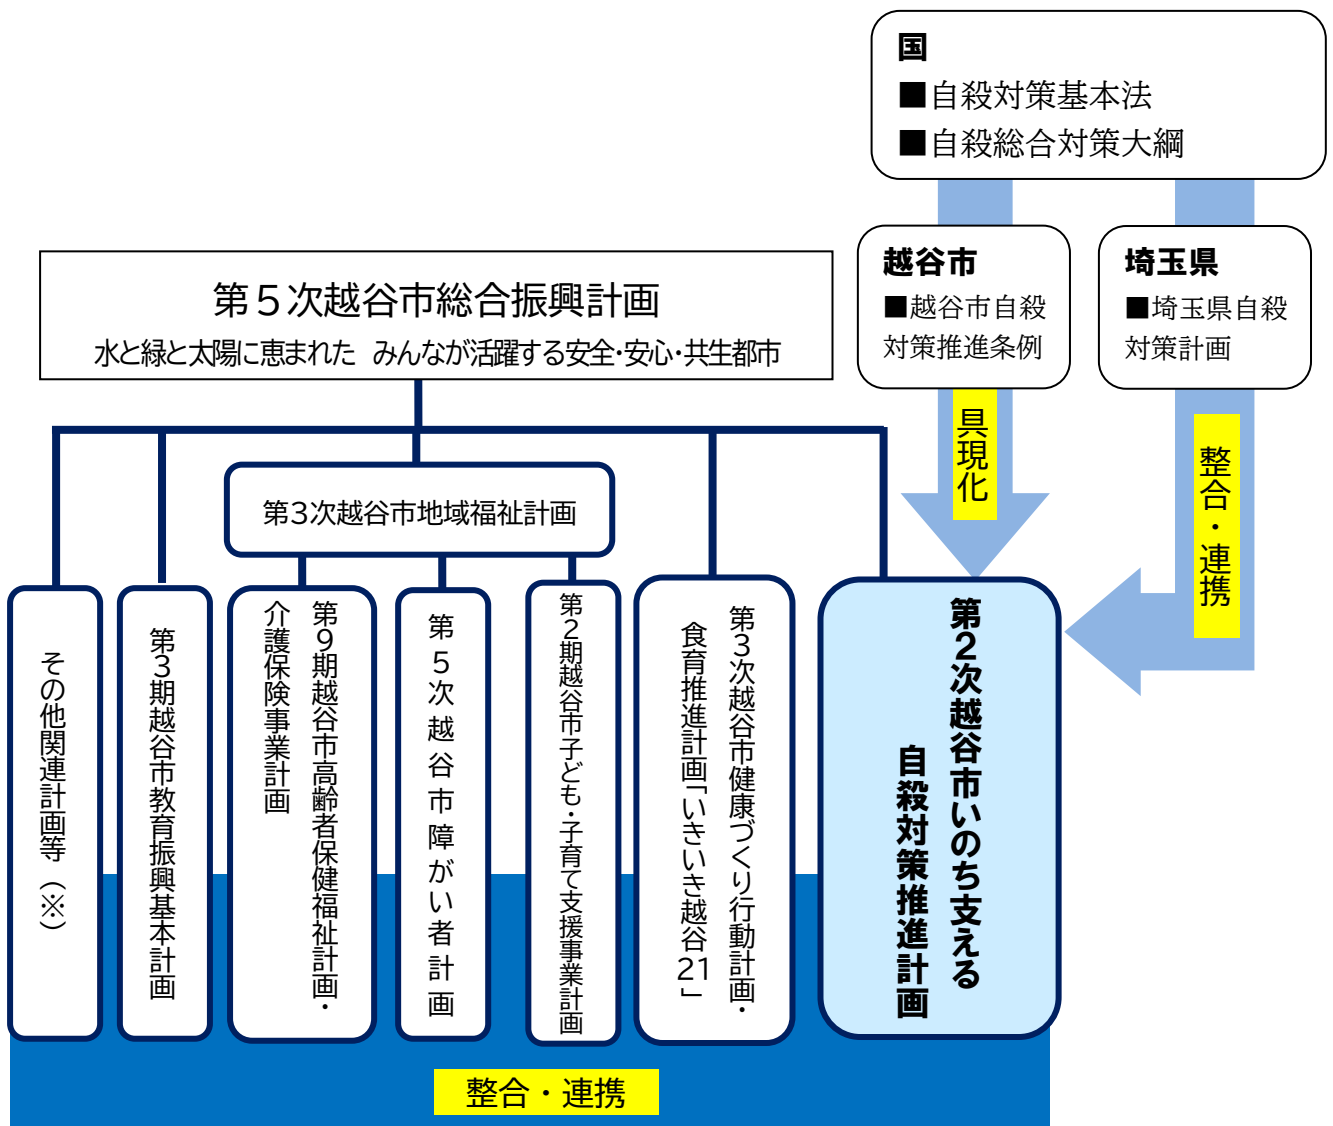 国
■自殺対策基本法
■自殺総合対策大綱
越谷市
■越谷市自殺
対策推進条例
埼玉県
■埼玉県自殺
対策計画
第５次越谷市総合振興計画
水と緑と太陽に恵まれた　みんなが活躍する安全・安心・共生都市
具現化
整合・連携
第３次越谷市地域福祉計画
第２次越谷市いのち支える
自殺対策推進計画
第３次越谷市健康づくり行動計画・
食育推進計画「いきいき越谷21」
第２期越谷市子ども・子育て支援事業計画
第５次越谷市障がい者計画
第９期越谷市高齢者保健福祉計画・
介護保険事業計画
第３期越谷市教育振興基本計画
その他関連計画等（※）
整合・連携